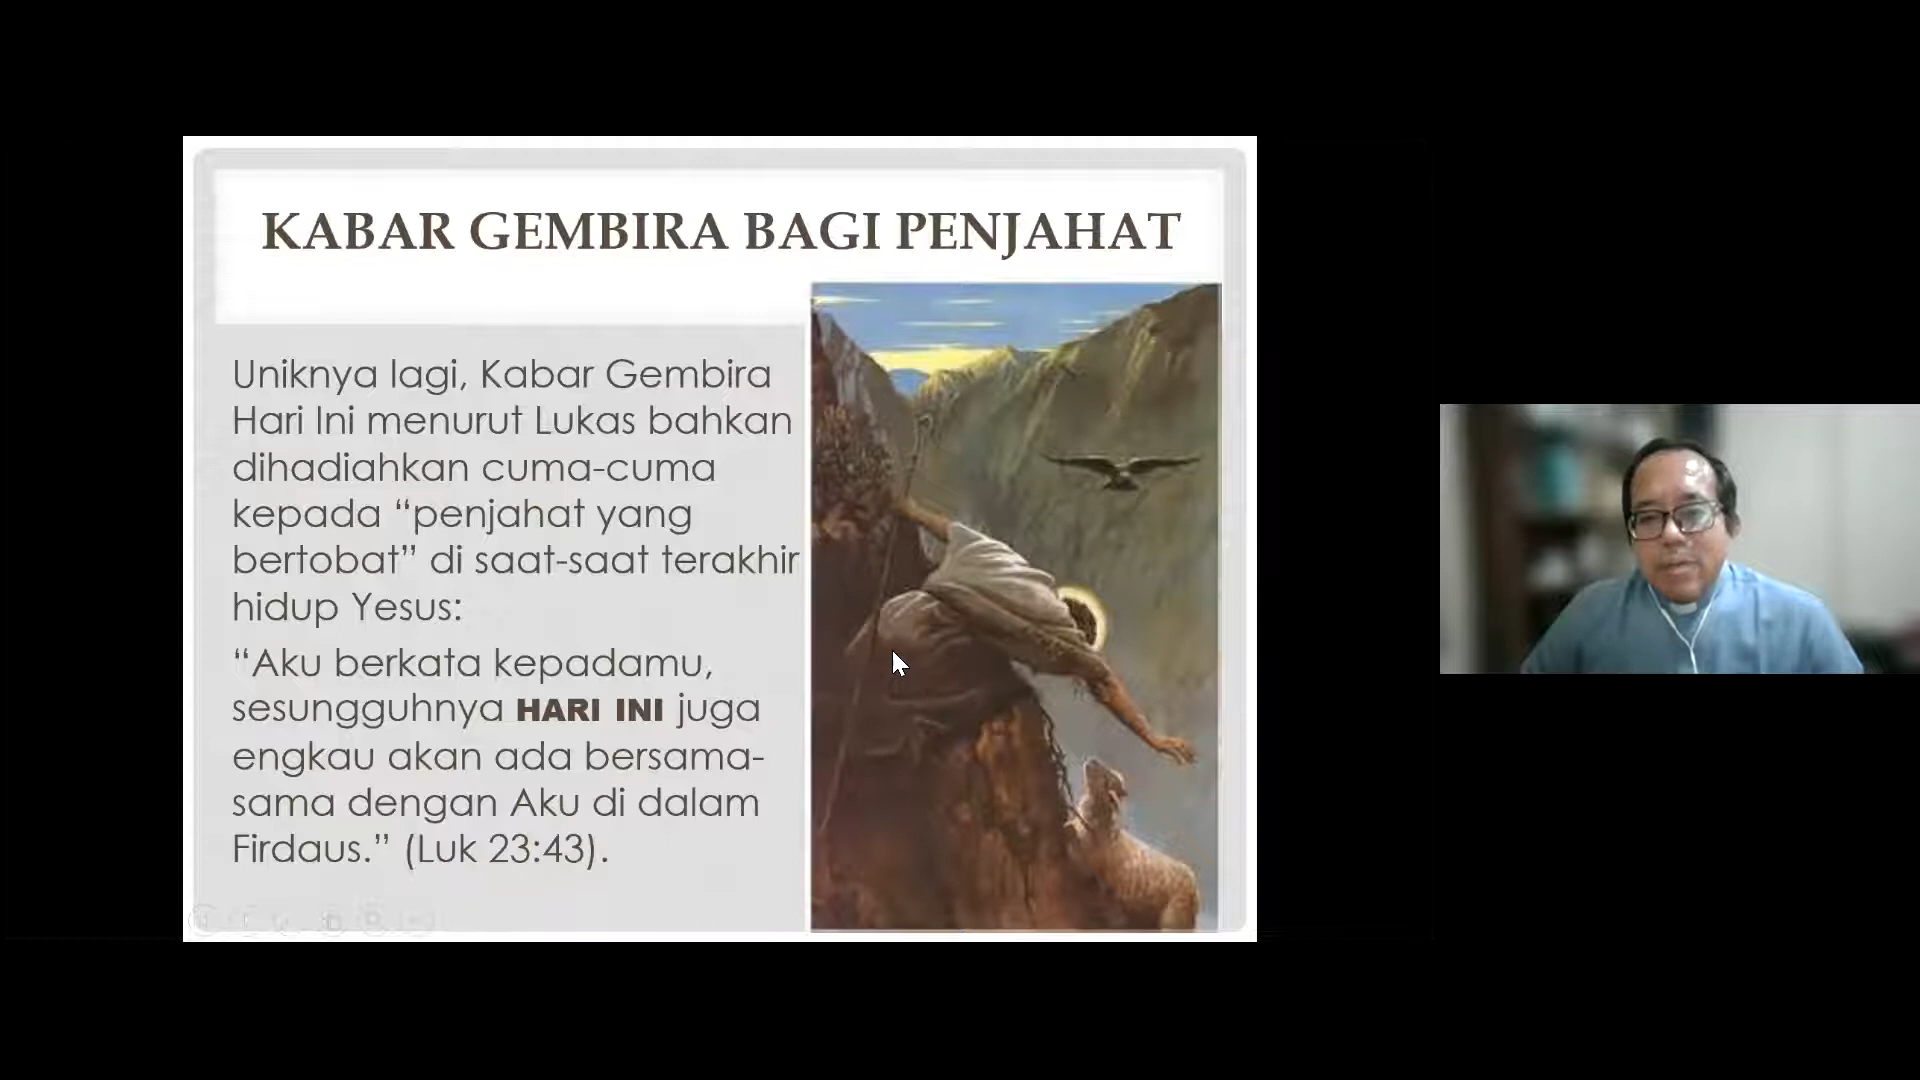 KABAR GEMBIRA BAGI PENJAHAT
Uniknya lagi, Kabar Gembira
Hari Ini menurut Lukas bahkan
dihadiahkan cuma-cuma
kepada “penjahat yang
bertobat” di saat-saat terakhir
hidup Yesus:
“Aku berkata kepadamu,
sesungguhnya HARI INI juga
engkau akan ada bersama-
sama dengan Aku di dalam
Firdaus.” (Luk 23:43).